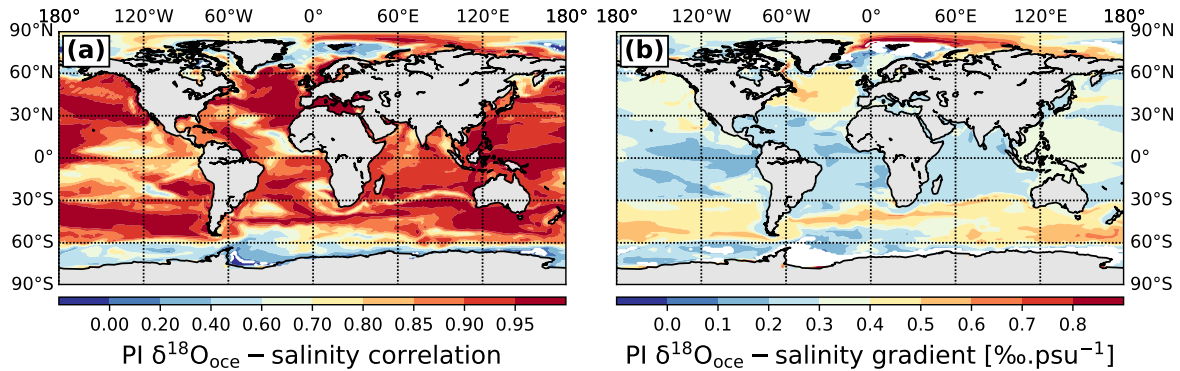 180° 120°W 60°W 0° 60°E 120°E 180° 120°W 60°W 0° 60°E 120°E 180°
90°N (a) (b) 90°N
60°N 60°N
30°N 30°N
0° 0°
30°S 30°S
60°S 60°S
90°S 90°S
0.00 0.20 0.40 0.60 0.70 0.80 0.85 0.90 0.95 0.0 0.1 0.2 0.3 0.4 0.5 0.6 0.7 0.8
PI δ¹⁸Oₒ𝒸ₑ − salinity correlation PI δ¹⁸Oₒ𝒸ₑ − salinity gradient [‰.psu⁻¹]